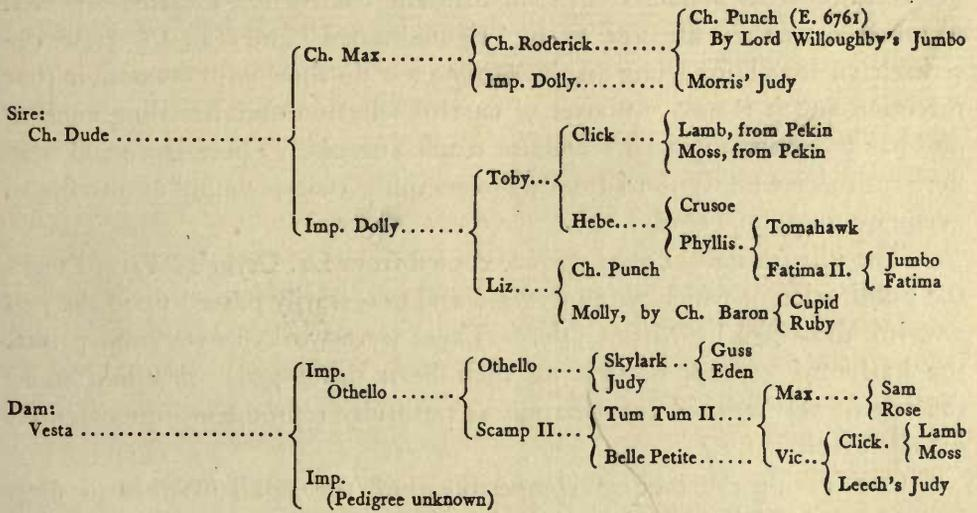 Sire:
Ch. Dude
Ch. Max
Ch. Roderick
Ch. Punch (E. 6761)
By Lord Willoughby's Jumbo
Morris' Judy
Imp. Dolly
Imp. Dolly
Toby
Click
Lamb, from Pekin
Moss, from Pekin
Hebe
Crusoe
Phyllis.
Tomahawk
Fatima II.
Jumbo
Fatima
Liz
Ch. Punch
Molly, by Ch. Baron
Cupid
Ruby
Dam:
Vesta
Imp.
Othello
Othello
Skylark
Guss
Eden
Judy
Scamp II
Tum Tum II
Max
Sam
Rose
Vic
Click.
Lamb
Moss
Leech's Judy
Belle Petite
Imp.
(Pedigree unknown)